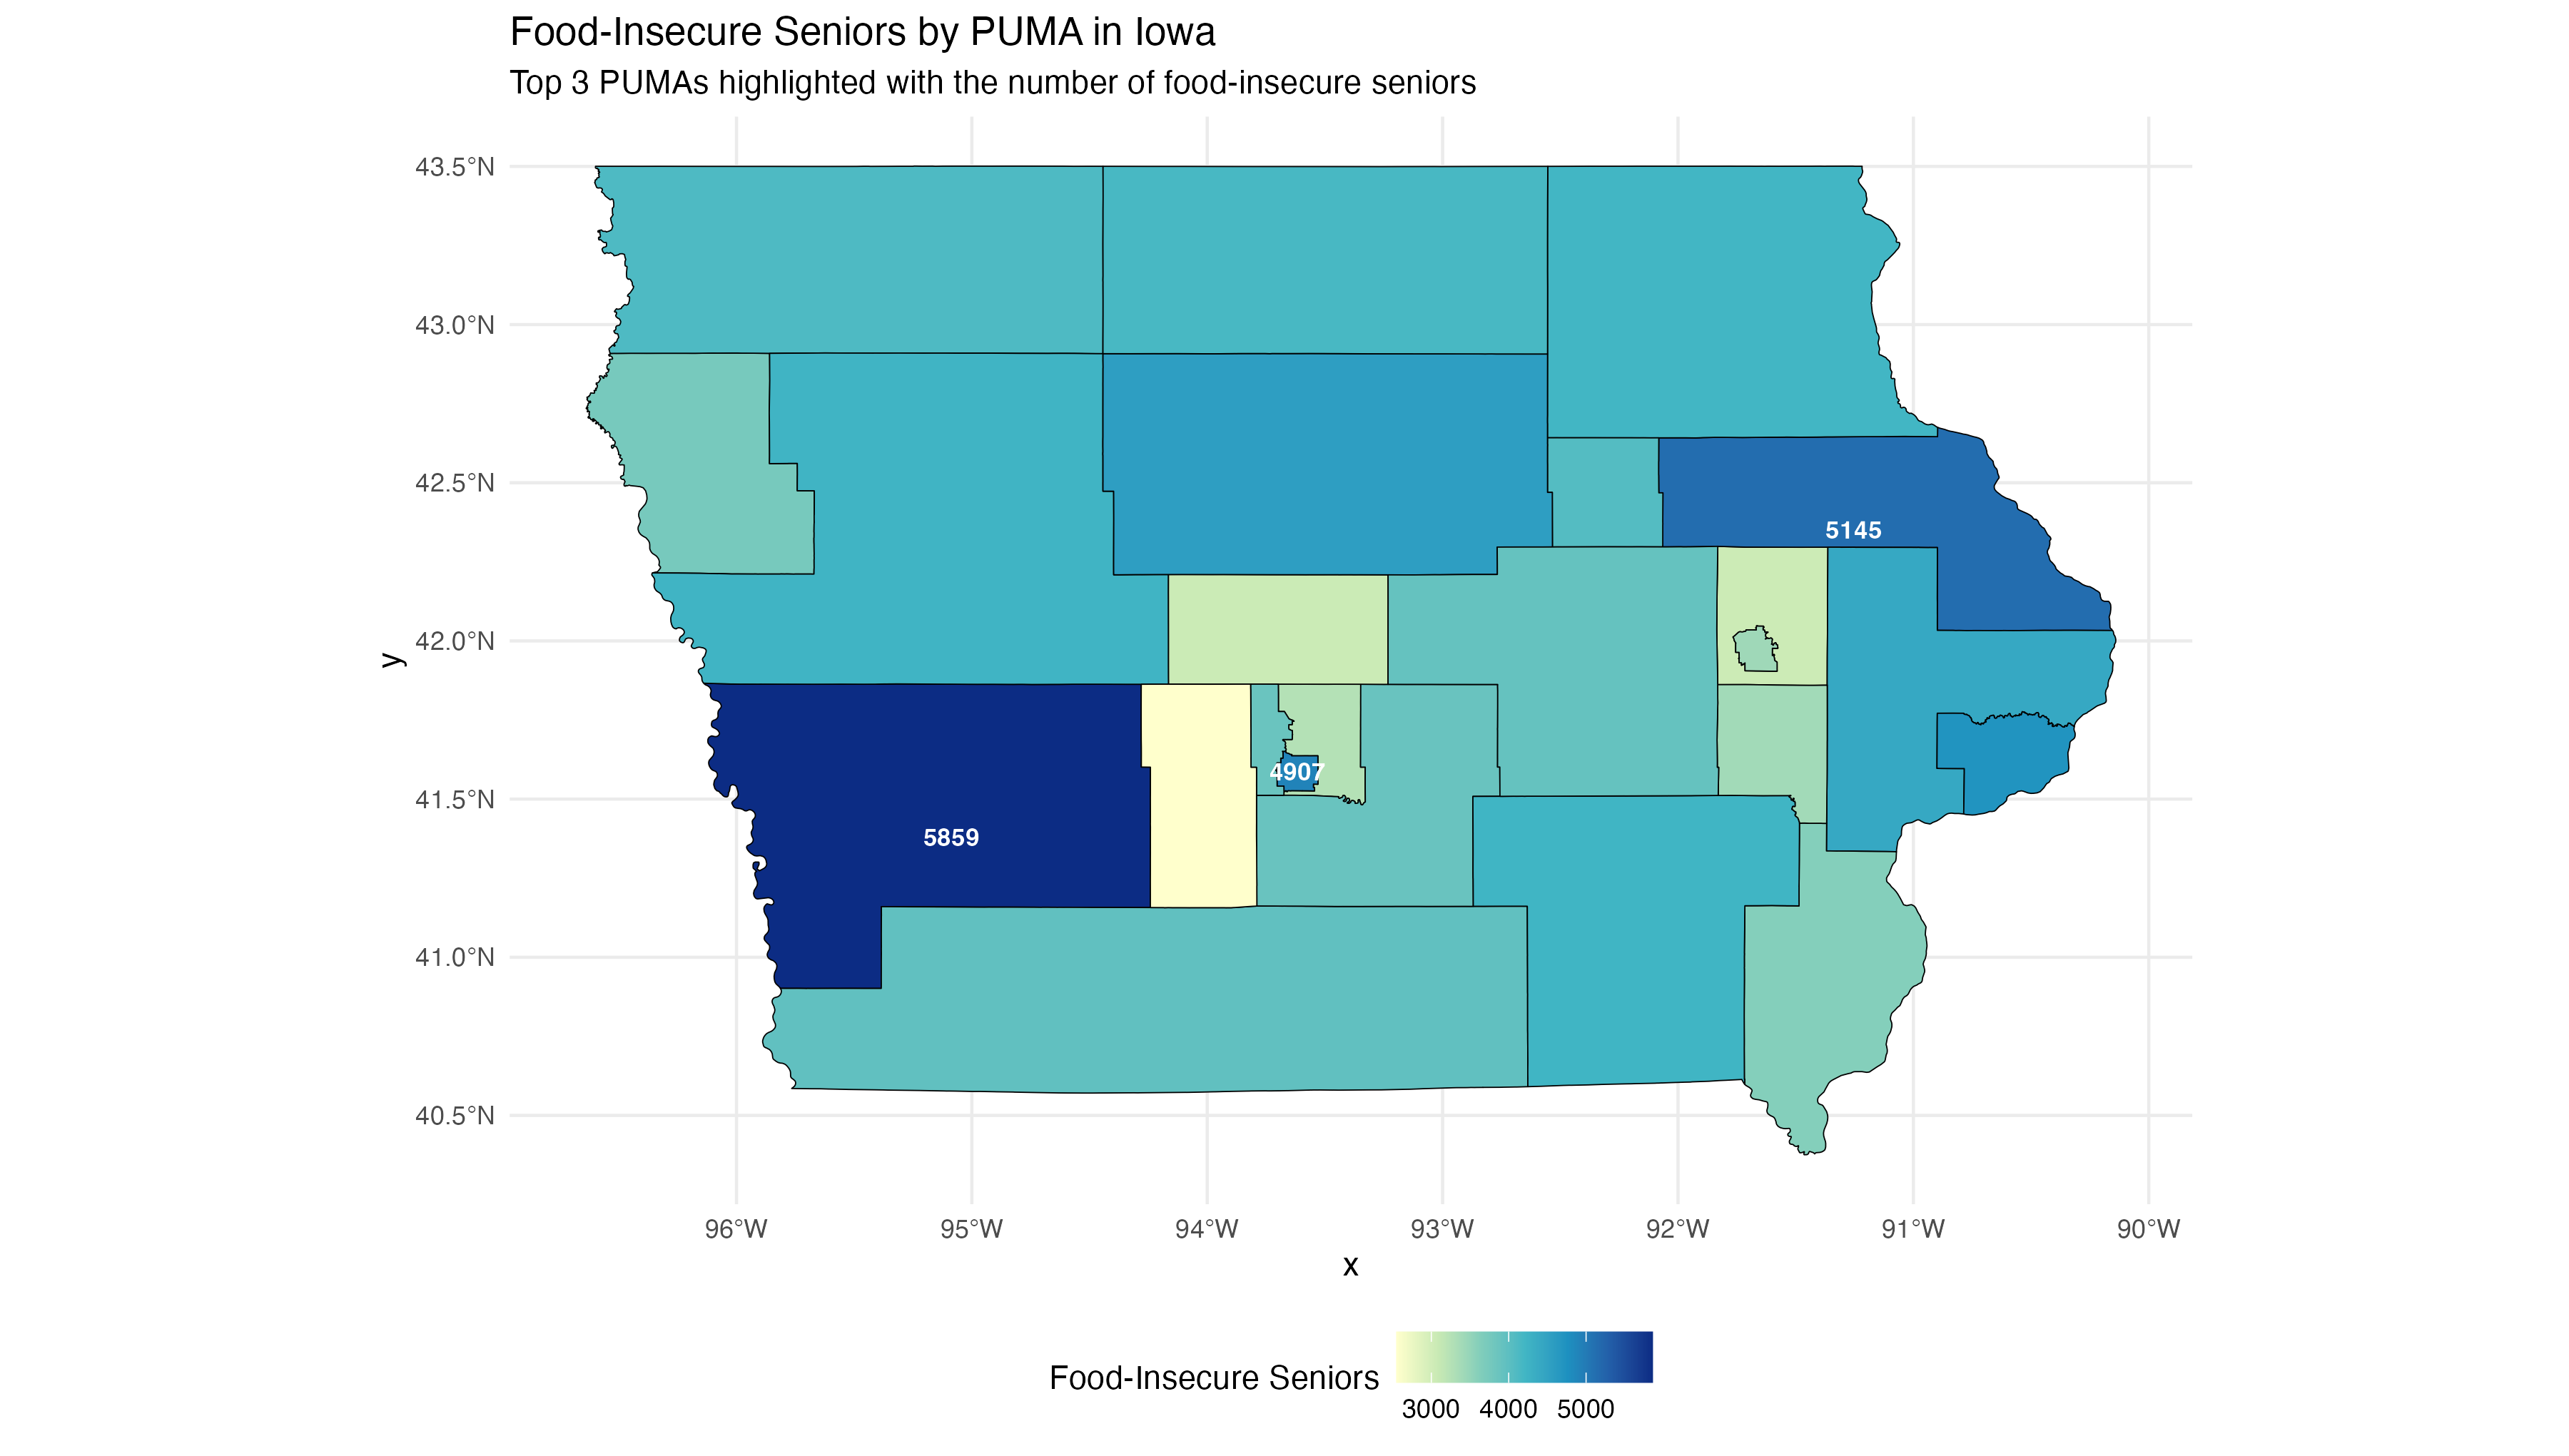 Food-Insecure Seniors by PUMA in Iowa
Top 3 PUMAs highlighted with the number of food-insecure seniors
43.5°N
43.0°N
42.5°N
5145
42.0°N
y
4907
41.5°N
5859
41.0°N
40.5°N
96°W 95°W 94°W 93°W 92°W 91°W 90°W
x
Food-Insecure Seniors
3000 4000 5000